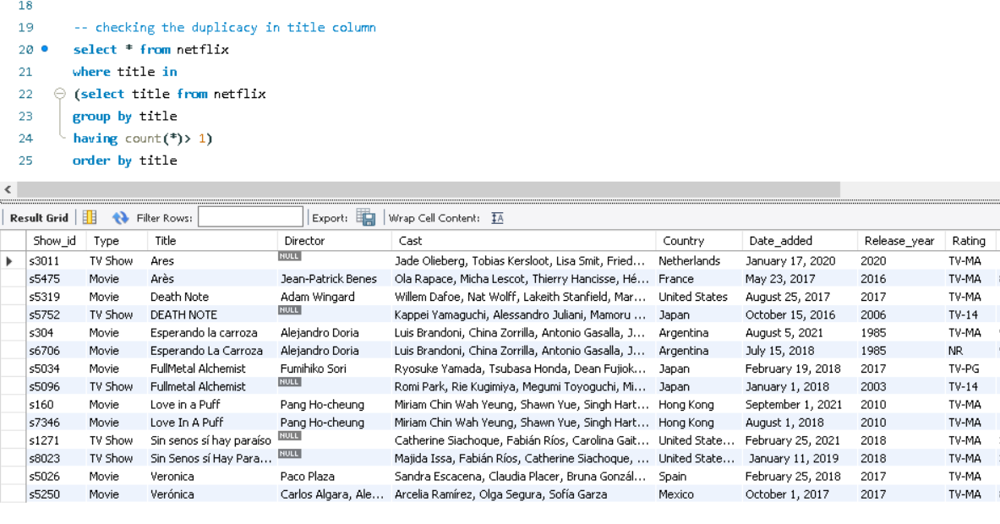 18
19 -- checking the duplicacy in title column
20 select * from netflix
21 where title in
22 (select title from netflix
23 group by title
24 having count(*)> 1)
25 order by title
Result Grid Filter Rows: Export: Wrap Cell Content: IA
Show_id Type Title Director Cast Country Date_added Release_year Rating
s3011 TV Show Ares NULL Jade Olieberg, Tobias Kersloot, Lisa Smit, Fried... Netherlands January 17, 2020 2020 TV-MA
s5475 Movie Arès Jean-Patrick Benes Ola Rapace, Micha Lescot, Thierry Hancisse, Hé... France May 23, 2017 2016 TV-MA
s5319 Movie Death Note Adam Wingard Willem Dafoe, Nat Wolff, Lakeith Stanfield, Mar... United States August 25, 2017 2017 TV-MA
s5752 TV Show DEATH NOTE NULL Kappei Yamaguchi, Alessandro Juliani, Mamoru ... Japan October 15, 2016 2006 TV-14
s304 Movie Esperando la carroza Alejandro Doria Luis Brandoni, China Zorrilla, Antonio Gasalla, J... Argentina August 5, 2021 1985 TV-MA
s6706 Movie Esperando La Carroza Alejandro Doria Luis Brandoni, China Zorrilla, Antonio Gasalla, J... Argentina July 15, 2018 1985 NR
s5034 Movie FullMetal Alchemist Fumihiko Sori Ryosuke Yamada, Tsubasa Honda, Dean Fujiok... Japan February 19, 2018 2017 TV-PG
s5096 TV Show Fullmetal Alchemist NULL Romi Park, Rie Kugimiya, Megumi Toyoguchi, Mi... Japan January 1, 2018 2003 TV-14
s160 Movie Love in a Puff Pang Ho-cheung Miriam Chin Wah Yeung, Shawn Yue, Singh Hart... Hong Kong September 1, 2021 2010 TV-MA
s7346 Movie Love In A Puff Pang Ho-cheung Miriam Chin Wah Yeung, Shawn Yue, Singh Hart... Hong Kong August 1, 2018 2010 TV-MA
s1271 TV Show Sin senos sí hay paraíso NULL Catherine Siachoque, Fabián Ríos, Carolina Gait... United State... February 25, 2021 2018 TV-MA
s8023 TV Show Sin Senos sí Hay Para... NULL Majida Issa, Fabián Ríos, Catherine Siachoque, ... United State... January 11, 2019 2018 TV-MA
s5026 Movie Veronica Paco Plaza Sandra Escacena, Claudia Placer, Bruna Gonzál... Spain February 25, 2018 2017 TV-MA
s5250 Movie Verónica Carlos Algara, Ale... Arcelia Ramírez, Olga Segura, Sofía Garza Mexico October 1, 2017 2017 TV-MA